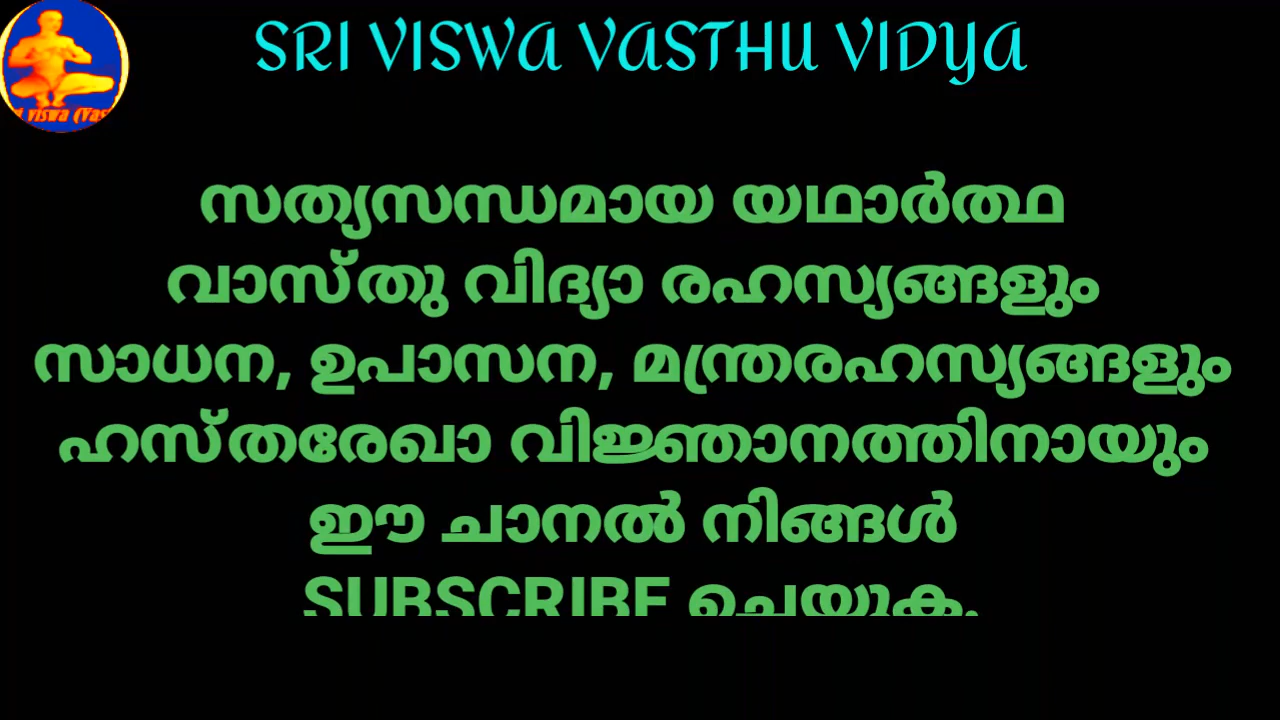 SRI VISWA VASTHU VIDYA
സത്യസന്ധമായ യഥാർത്ഥ
വാസ്തു വിദ്യാ രഹസ്യങ്ങളും
സാധന, ഉപാസന, മന്ത്രരഹസ്യങ്ങളും
ഹസ്തരേഖാ വിജ്ഞാനത്തിനായും
ഈ ചാനൽ നിങ്ങൾ
SUBSCRIBE ചെയ്യുക.